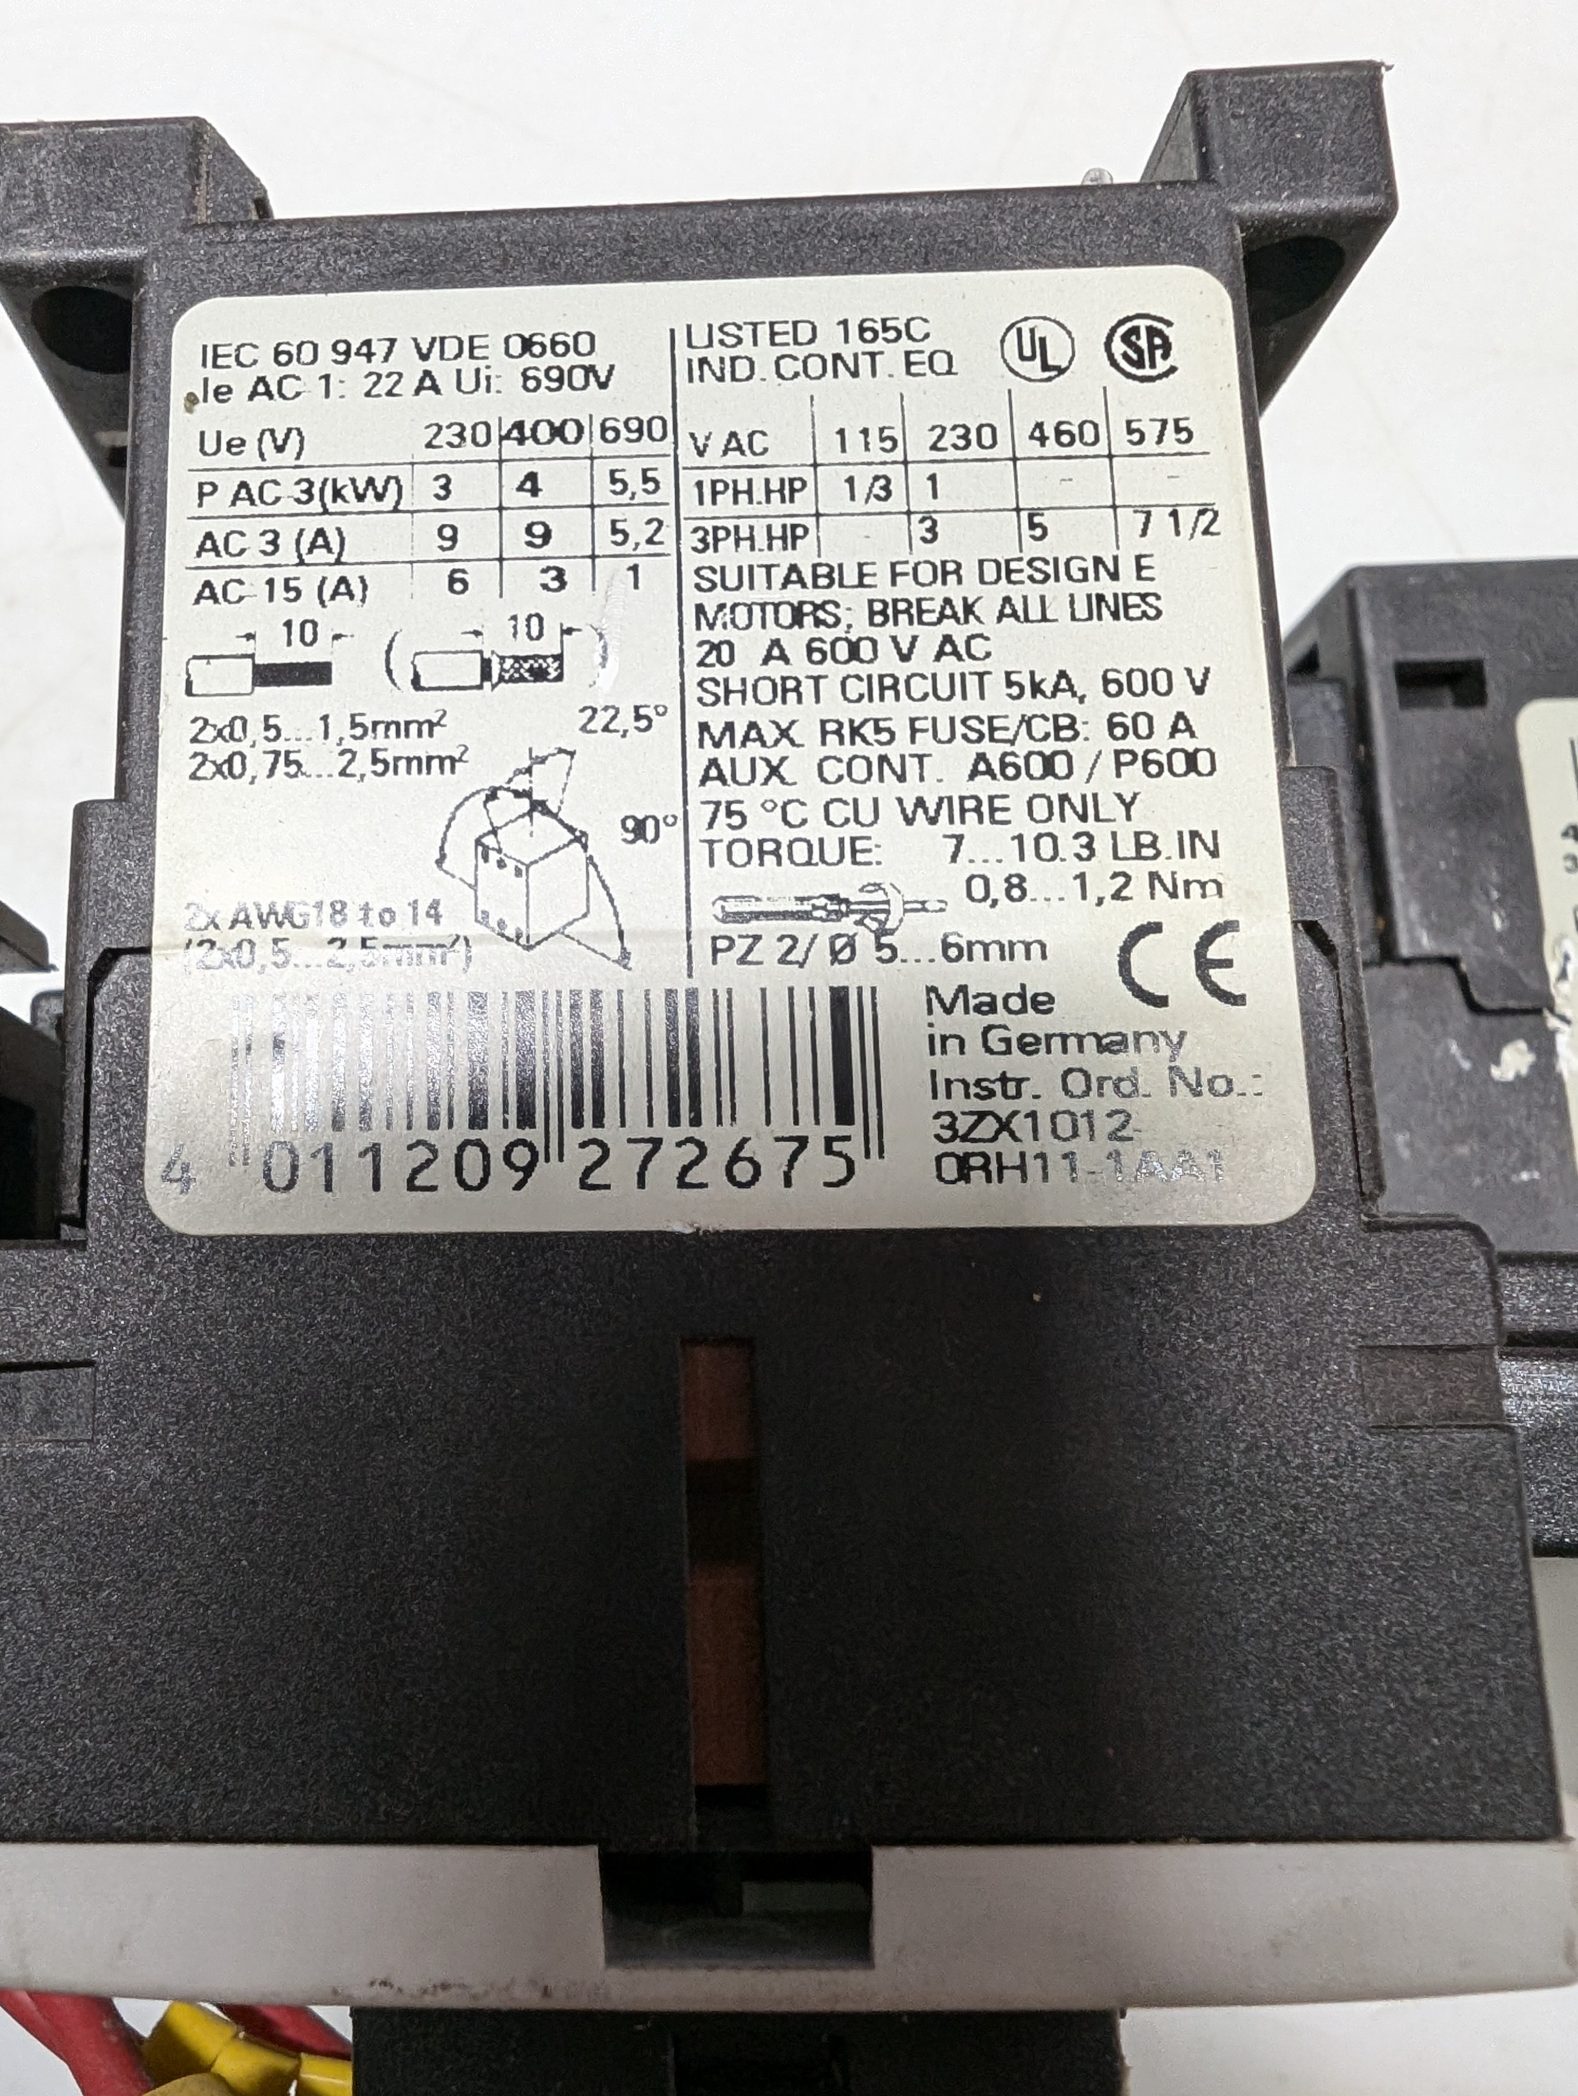 IEC 60 947 VDE 0660
Ie AC-1: 22 A Ui: 690V
Ue (V) 230 400 690
P AC-3(kW) 3 4 5,5
AC-3 (A) 9 9 5,2
AC-15 (A) 6 3 1
10 ( 10 )
2x0,5...1,5mm²
2x0,75...2,5mm²
22,5°
90°
2x AWG18 to 14
(2x0,5...2,5mm²)
LISTED 165C
IND. CONT. EQ
UL
SA
V AC 115 230 460 575
1PH.HP 1/3 1 - -
3PH.HP - 3 5 7 1/2
SUITABLE FOR DESIGN E
MOTORS; BREAK ALL LINES
20 A 600 V AC
SHORT CIRCUIT 5kA, 600 V
MAX. RK5 FUSE/CB: 60 A
AUX. CONT. A600 / P600
75 °C CU WIRE ONLY
TORQUE: 7...10.3 LB.IN
0,8...1,2 Nm
PZ 2/ Ø 5...6mm
CE
Made
in Germany
Instr. Ord. No.:
3ZX1012-
0RH11-1AA1
4 011209 272675